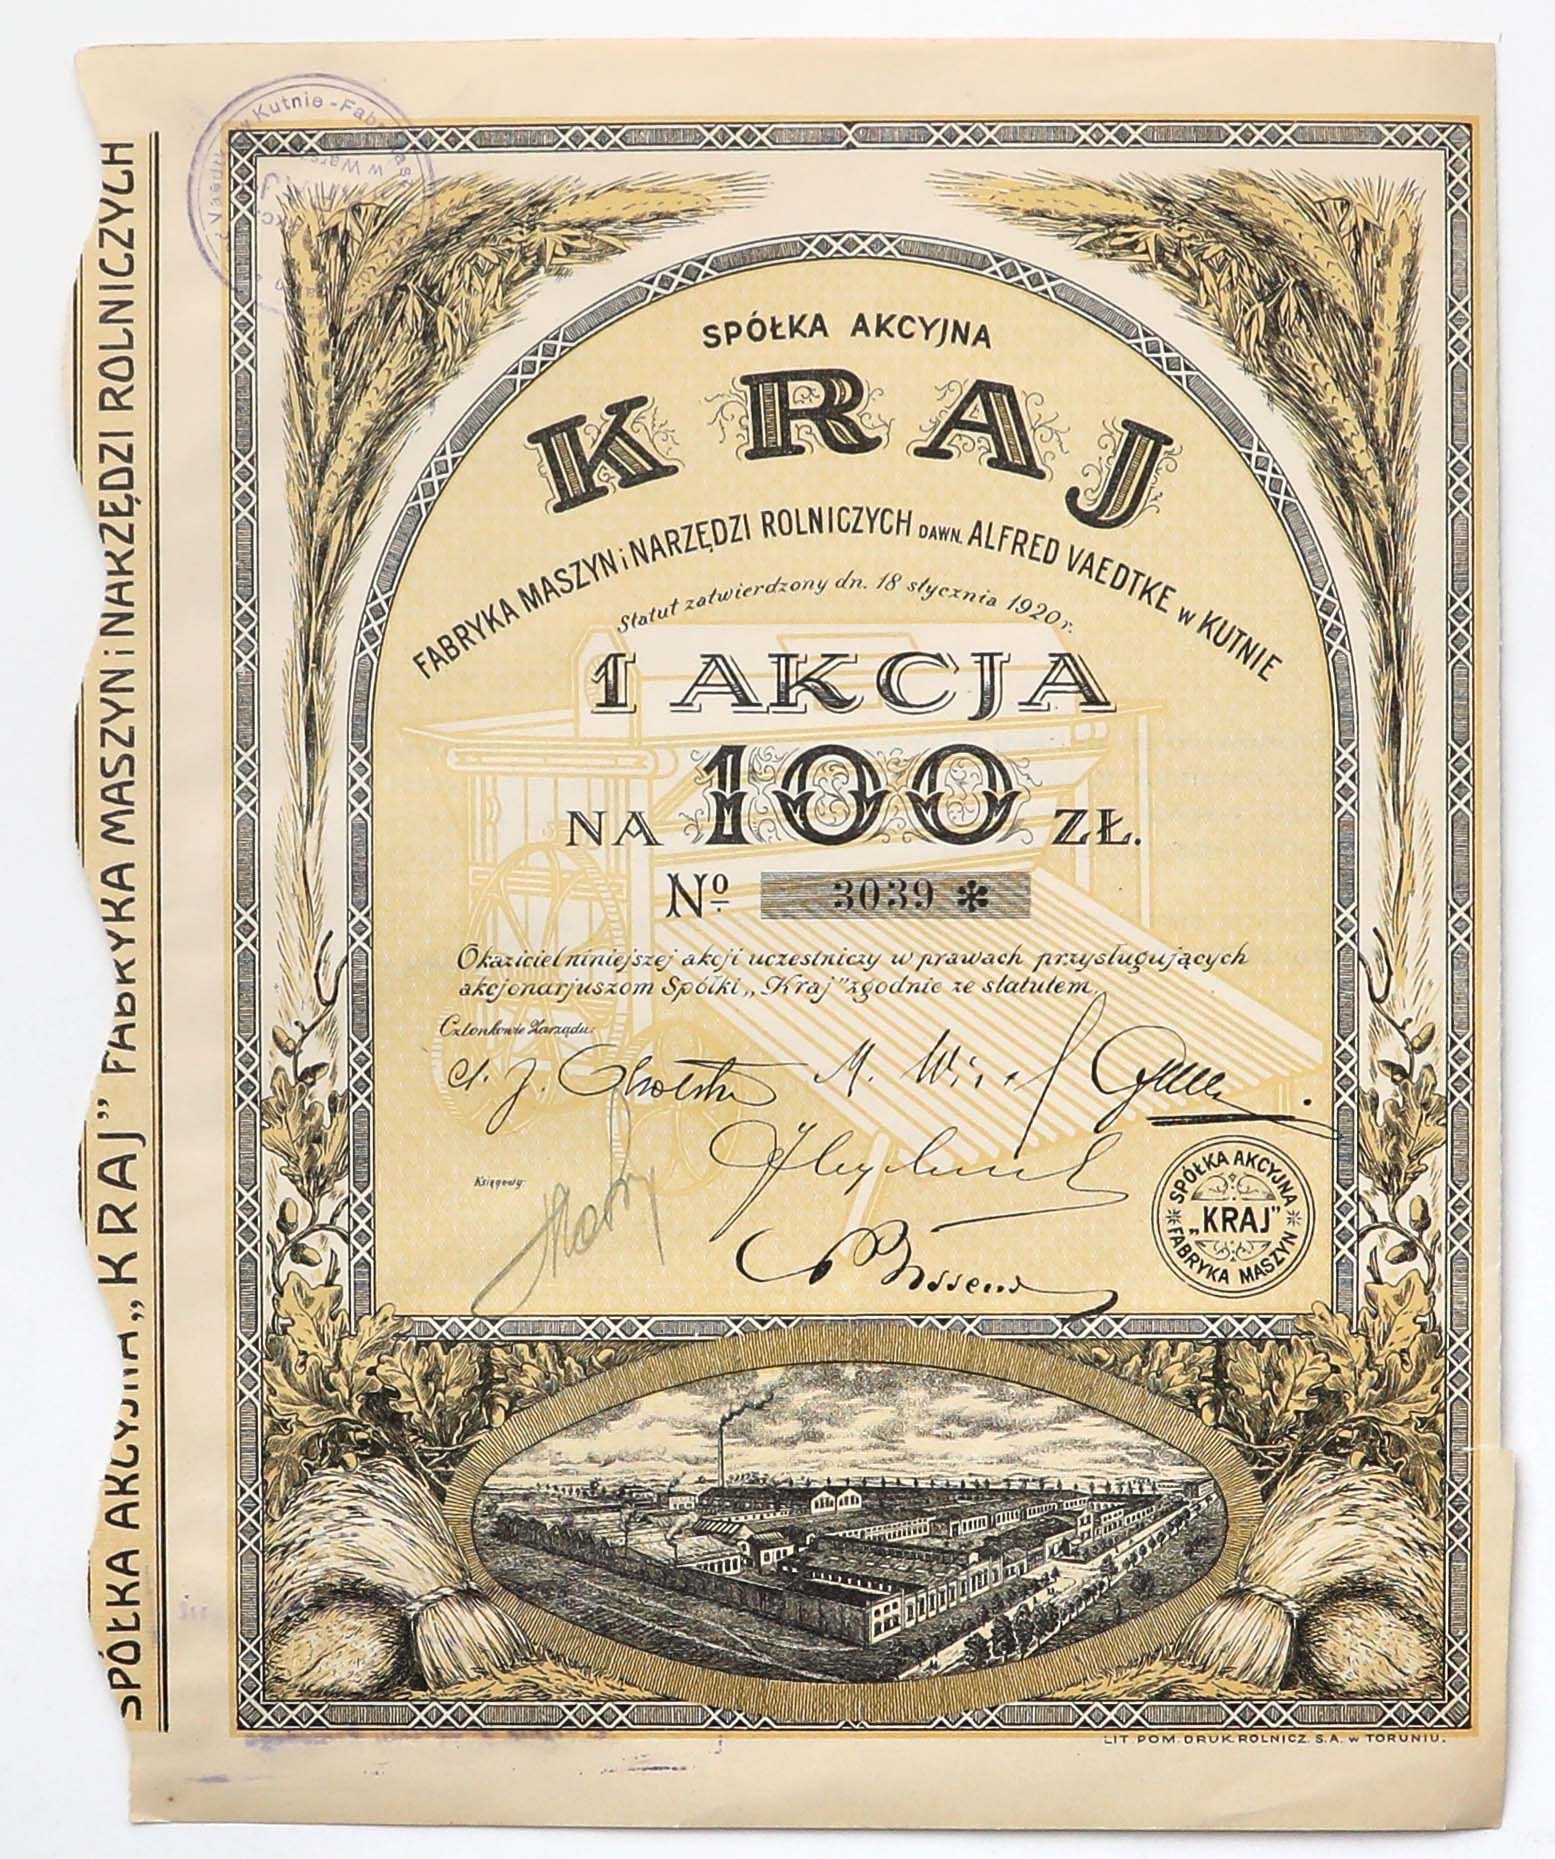 w Kutnie - Fab
SPÓŁKA AKCYJNA „KRAJ” FABRYKA MASZYN i NARZĘDZI ROLNICZYCH
SPÓŁKA AKCYJNA
KRAJ
FABRYKA MASZYN i NARZĘDZI ROLNICZYCH DAWN. ALFRED VAEDTKE w KUTNIE
Statut zatwierdzony dn. 18 stycznia 1920 r.
1 AKCJA
NA 100 ZŁ.
No 3039 *
Okaziciel niniejszej akcji uczestniczy w prawach przysługujących
akcjonarjuszom Spółki „Kraj” zgodnie ze statutem.
Członkowie Zarządu:
Księgowy:
SPÓŁKA AKCYJNA
„KRAJ”
FABRYKA MASZYN
LIT. POM. DRUK. ROLNICZ. S.A. w TORUNIU.